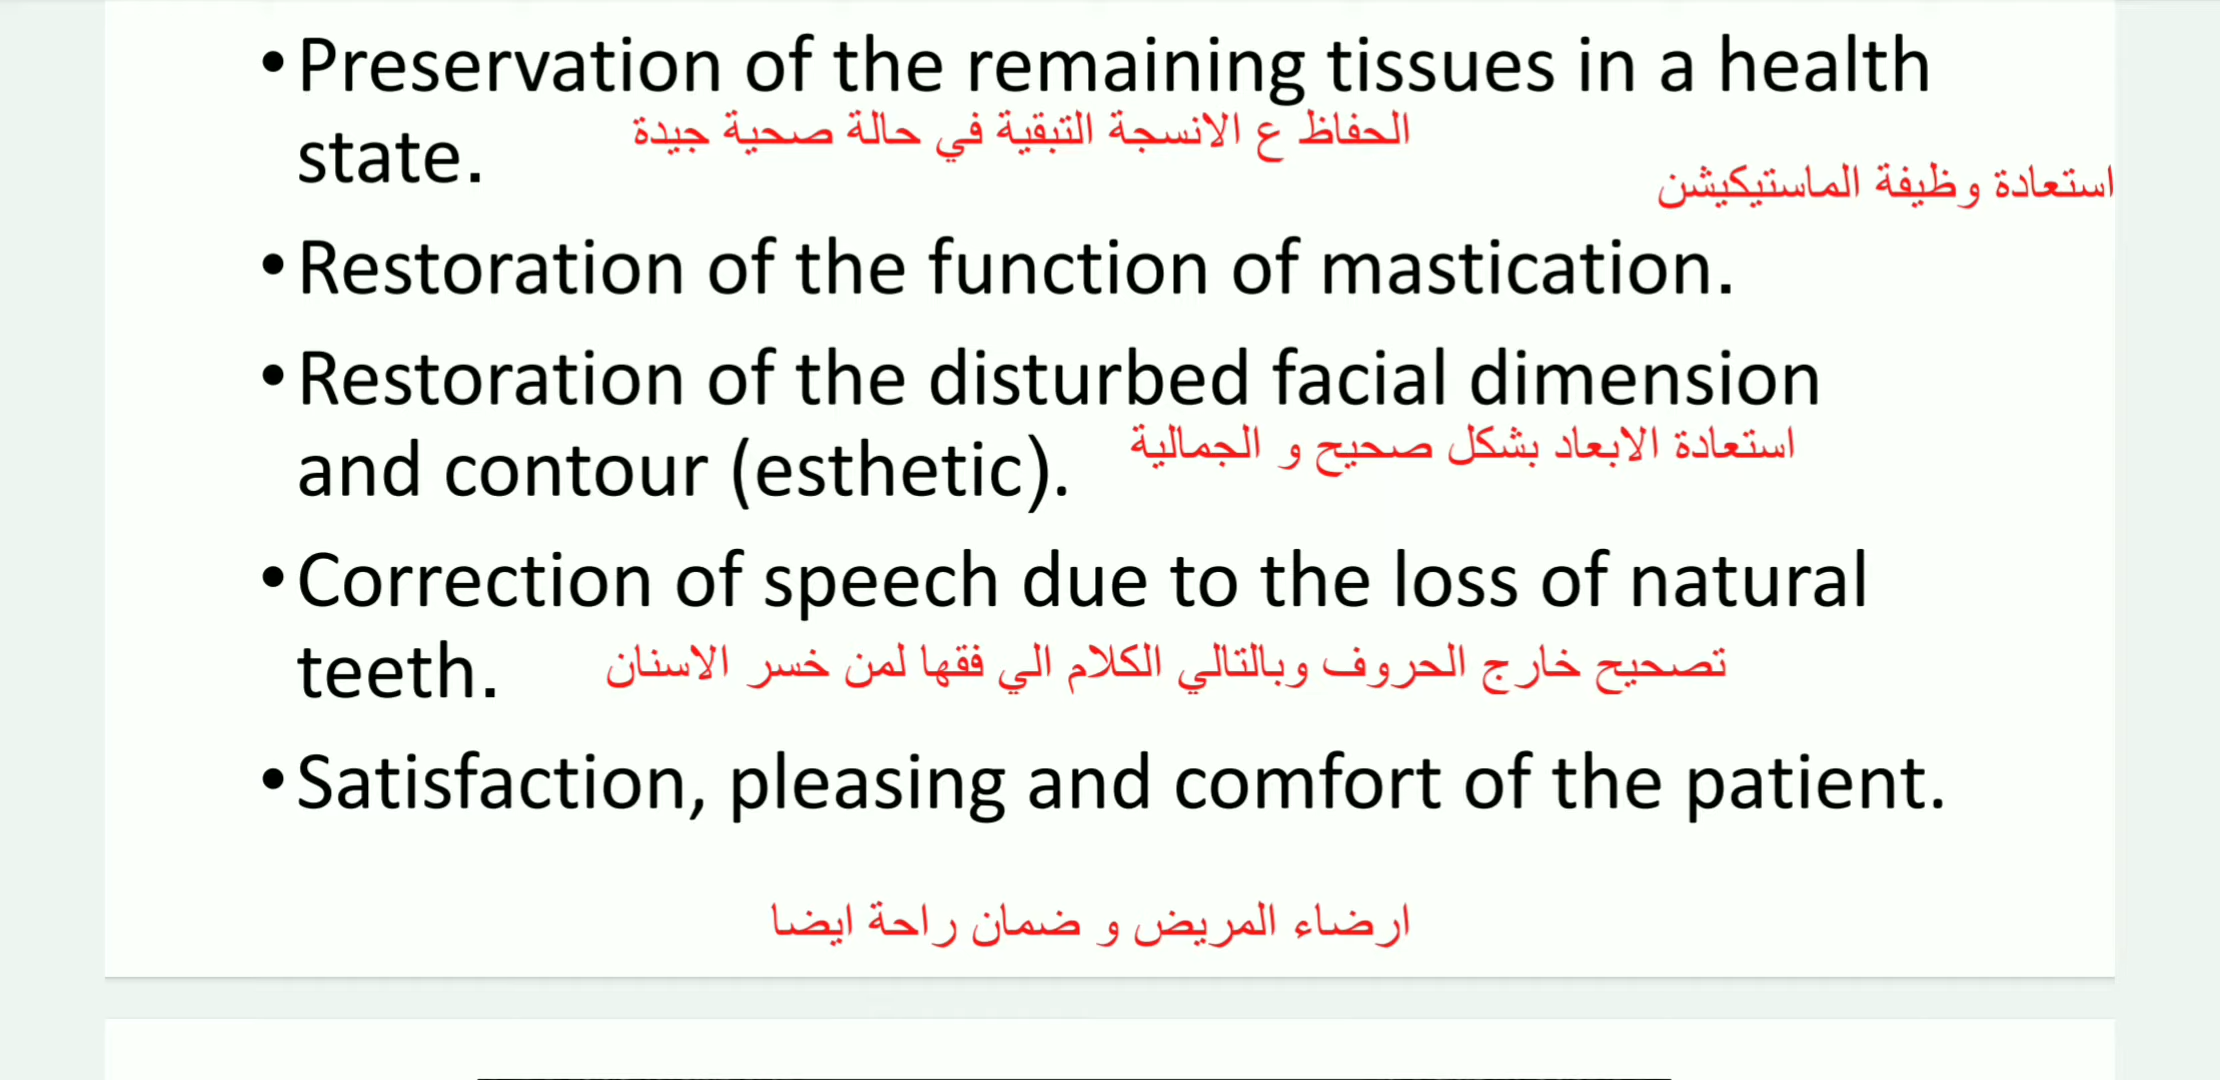 •Preservation of the remaining tissues in a health
الحفاظ ع الانسجة التبقية في حالة صحية جيدة
state.
استعادة وظيفة الماستيكيشن
•Restoration of the function of mastication.
•Restoration of the disturbed facial dimension
استعادة الابعاد بشكل صحيح و الجمالية
and contour (esthetic).
•Correction of speech due to the loss of natural
teeth.
تصحيح خارج الحروف وبالتالي الكلام الي فقها لمن خسر الاسنان
•Satisfaction, pleasing and comfort of the patient.
ارضاء المريض و ضمان راحة ايضا